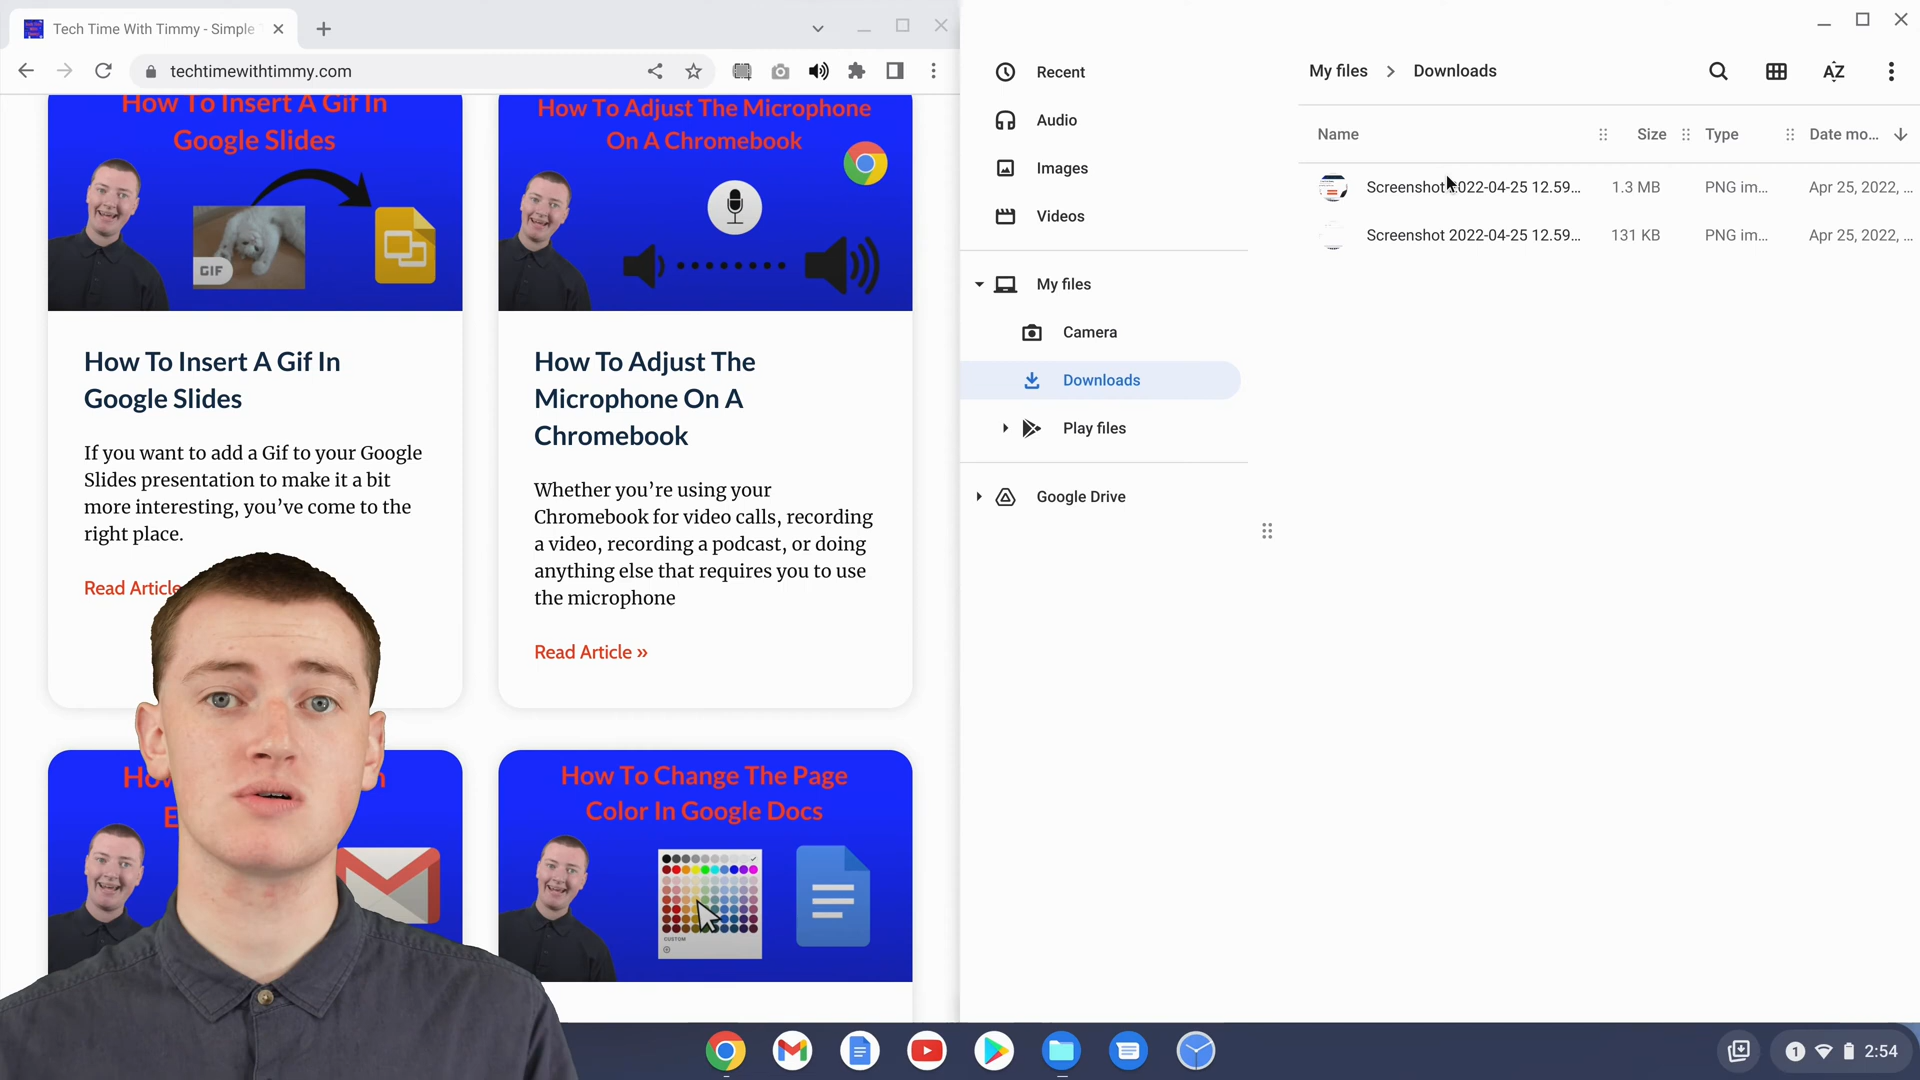 Tech Time With Timmy - Simple
techtimewithtimmy.com
How To Insert A Gif In
Google Slides
GIF
How To Insert A Gif In
Google Slides
If you want to add a Gif to your Google
Slides presentation to make it a bit
more interesting, you’ve come to the
right place.
Read Article
How To Adjust The Microphone
On A Chromebook
How To Adjust The
Microphone On A
Chromebook
Whether you’re using your
Chromebook for video calls, recording
a video, recording a podcast, or doing
anything else that requires you to use
the microphone
Read Article »
How To Change The Page
Color In Google Docs
CUSTOM
Recent
Audio
Images
Videos
My files
Camera
Downloads
Play files
Google Drive
My files > Downloads
AZ
Name Size Type Date mo...
Screenshot 2022-04-25 12.59... 1.3 MB PNG im... Apr 25, 2022, ...
Screenshot 2022-04-25 12.59... 131 KB PNG im... Apr 25, 2022, ...
1 2:54